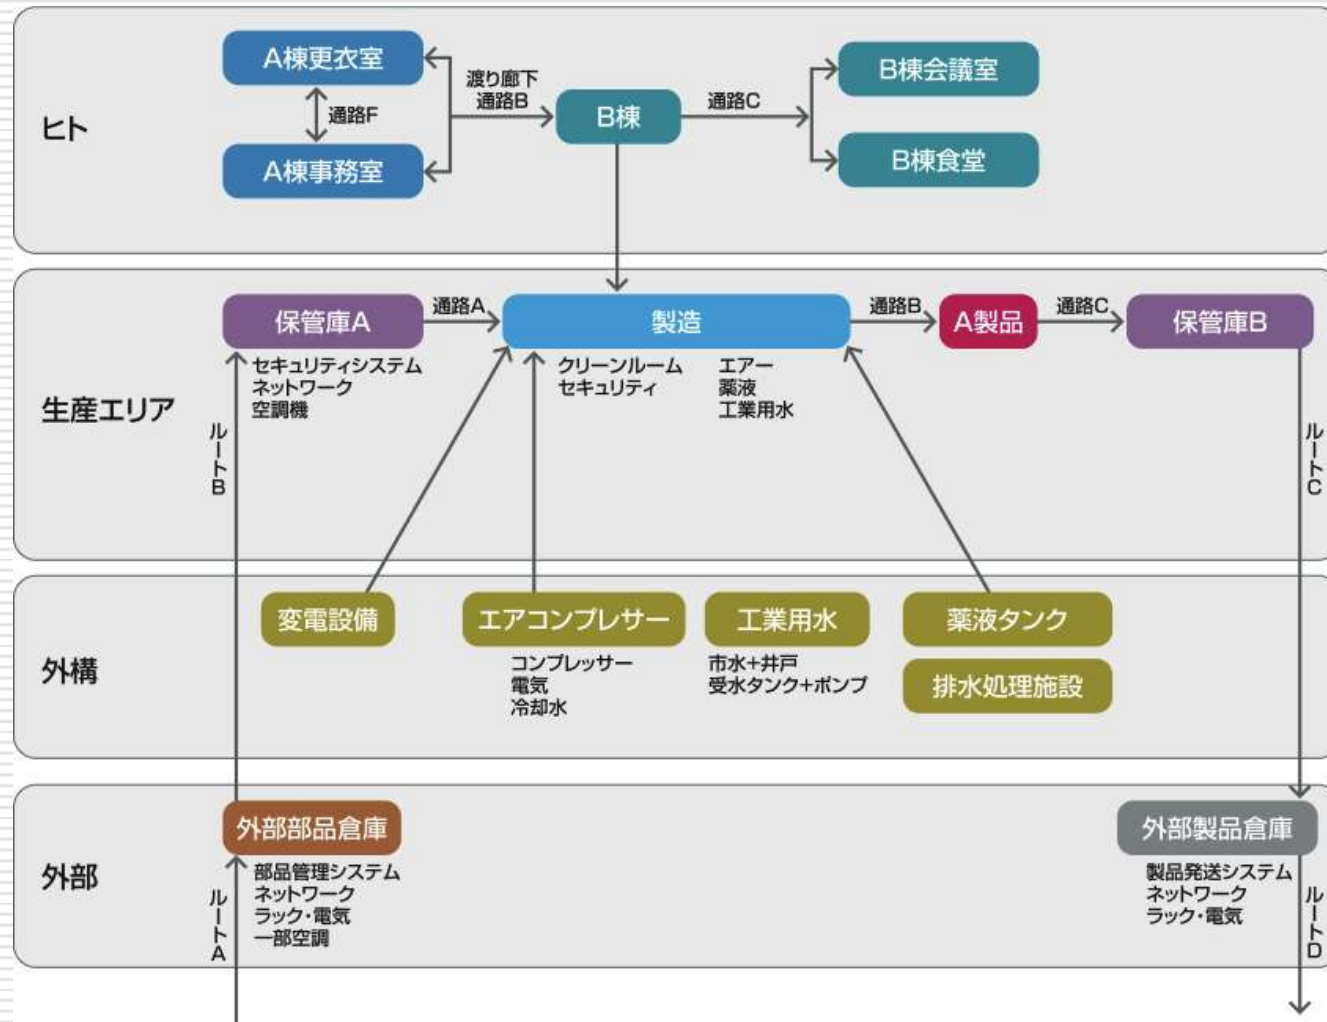 ヒト
A棟更衣室
通路F
A棟事務室
渡り廊下
通路B
B棟
通路C
B棟会議室
B棟食堂
生産エリア
保管庫A
セキュリティシステム
ネットワーク
空調機
通路A
製造
クリーンルーム
セキュリティ
エアー
薬液
工業用水
通路B
A製品
通路C
保管庫B
ルートB
ルートC
外構
変電設備
エアコンプレサー
コンプレッサー
電気
冷却水
工業用水
市水+井戸
受水タンク+ポンプ
薬液タンク
排水処理施設
外部
外部部品倉庫
部品管理システム
ネットワーク
ラック・電気
一部空調
ルートA
外部製品倉庫
製品発送システム
ネットワーク
ラック・電気
ルートD